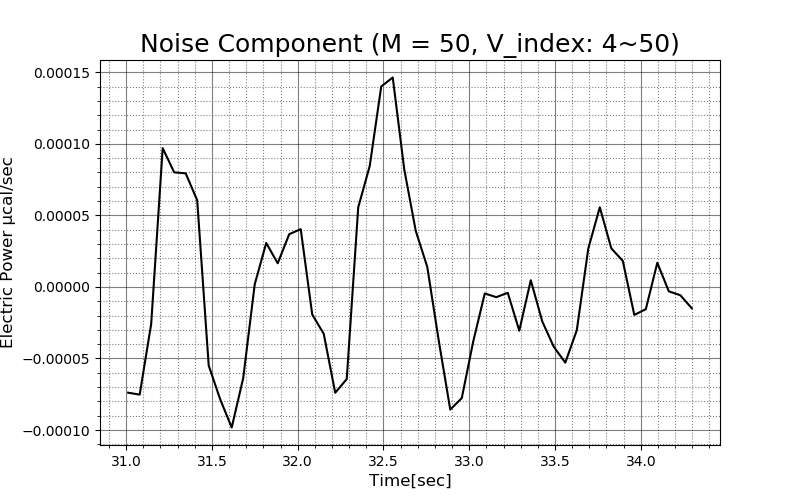 Noise Component (M = 50, V_index: 4~50)
0.00015
0.00010
0.00005
0.00000
−0.00005
−0.00010
Electric Power μcal/sec
31.0 31.5 32.0 32.5 33.0 33.5 34.0
Time[sec]